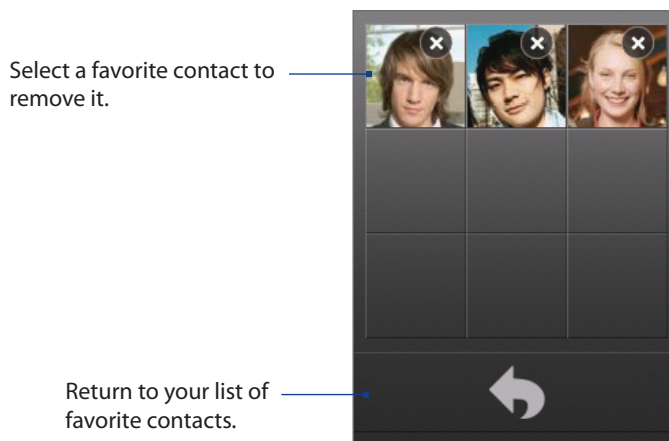 Select a favorite contact to
remove it.
Return to your list of
favorite contacts.